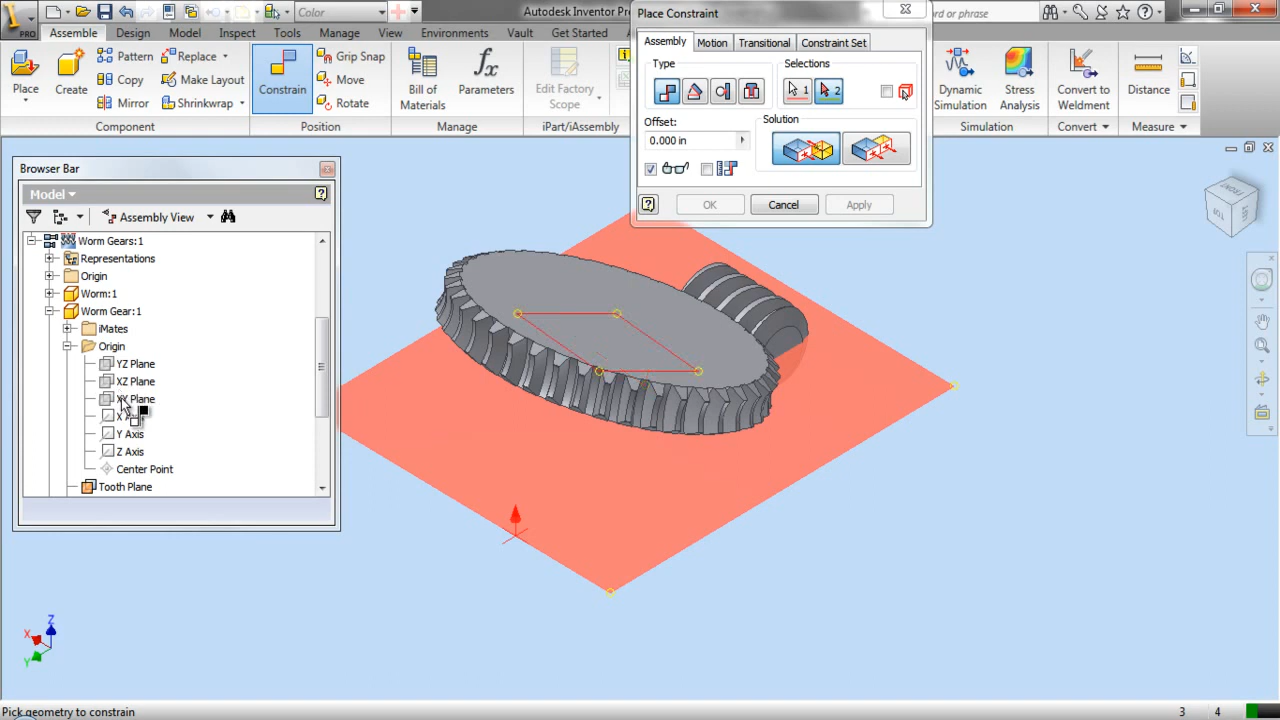 PRO
Color
Autodesk Inventor Pre
word or phrase
Assemble Design Model Inspect Tools Manage View Environments Vault Get Started
Place
Create
Pattern
Copy
Mirror
Replace
Make Layout
Shrinkwrap
Component
Constrain
Grip Snap
Move
Rotate
Position
Bill of
Materials
Parameters
Manage
Edit Factory
Scope
iPart/iAssembly
Dynamic
Simulation
Stress
Analysis
Simulation
Convert to
Weldment
Convert
Distance
Measure
Place Constraint
Assembly Motion Transitional Constraint Set
Type
Selections
1
2
Offset:
Solution
0.000 in
OK
Cancel
Apply
Browser Bar
Model
Assembly View
Worm Gears:1
Representations
Origin
Worm:1
Worm Gear:1
iMates
Origin
YZ Plane
XZ Plane
XY Plane
Y Axis
Z Axis
Center Point
Tooth Plane
FRONT
TOP
Z
X
Y
Pick geometry to constrain
3 4